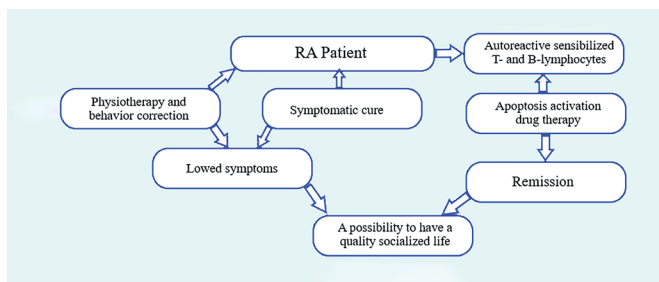 RA Patient
Autoreactive sensibilized
T- and B-lymphocytes
Physiotherapy and
behavior correction
Symptomatic cure
Apoptosis activation
drug therapy
Lowed symptoms
Remission
A possibility to have a
quality socialized life